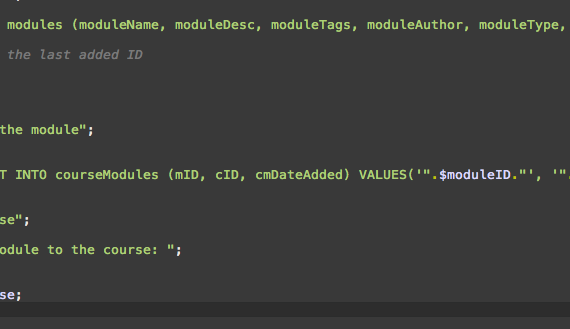 modules (moduleName, moduleDesc, moduleTags, moduleAuthor, moduleType,
the last added ID
the module";
T INTO courseModules (mID, cID, cmDateAdded) VALUES('".$moduleID."', '".
se";
odule to the course: ";
se;